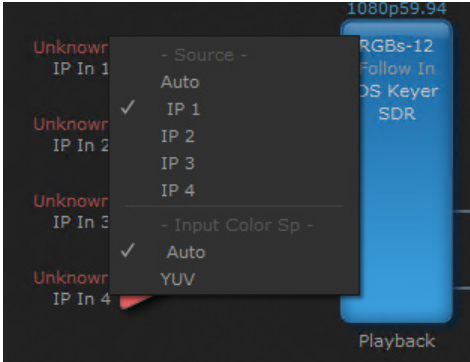 1080p59.94
Unknown
IP In 1
Unknown
IP In 2
Unknown
IP In 3
Unknown
IP In 4
- Source -
Auto
✓ IP 1
IP 2
IP 3
IP 4
- Input Color Sp -
✓ Auto
YUV
RGBs-12
Follow In
DS Keyer
SDR
Playback